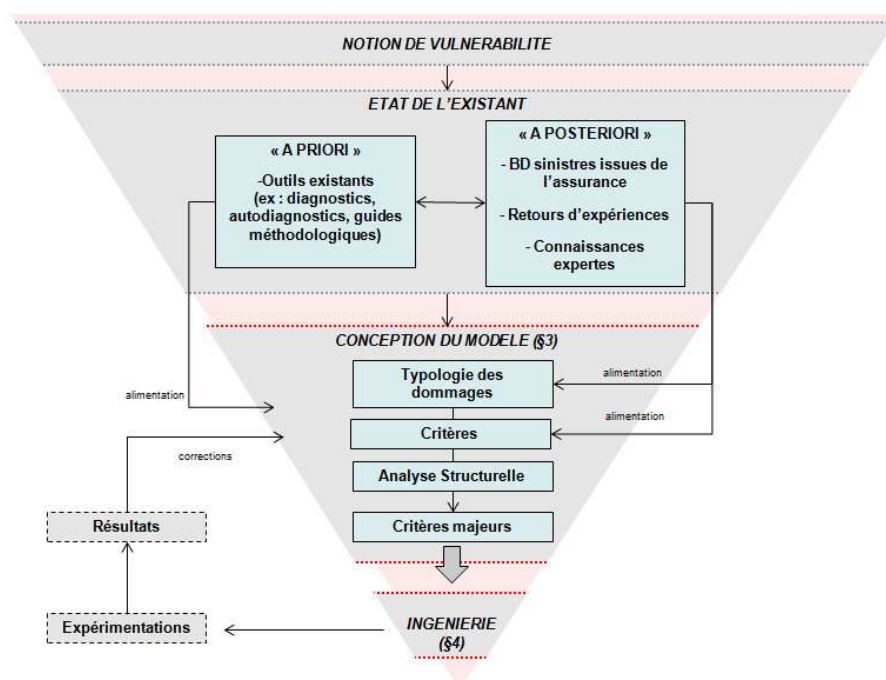 NOTION DE VULNERABILITE
ETAT DE L'EXISTANT
« A PRIORI »
-Outils existants
(ex : diagnostics,
autodiagnostics, guides
méthodologiques)
« A POSTERIORI »
- BD sinistres issues de
l'assurance
- Retours d'expériences
- Connaissances
expertes
CONCEPTION DU MODELE (§3)
Typologie des
dommages
alimentation
alimentation
alimentation
Critères
corrections
Analyse Structurelle
Critères majeurs
Résultats
Expérimentations
INGENIERIE
(§4)